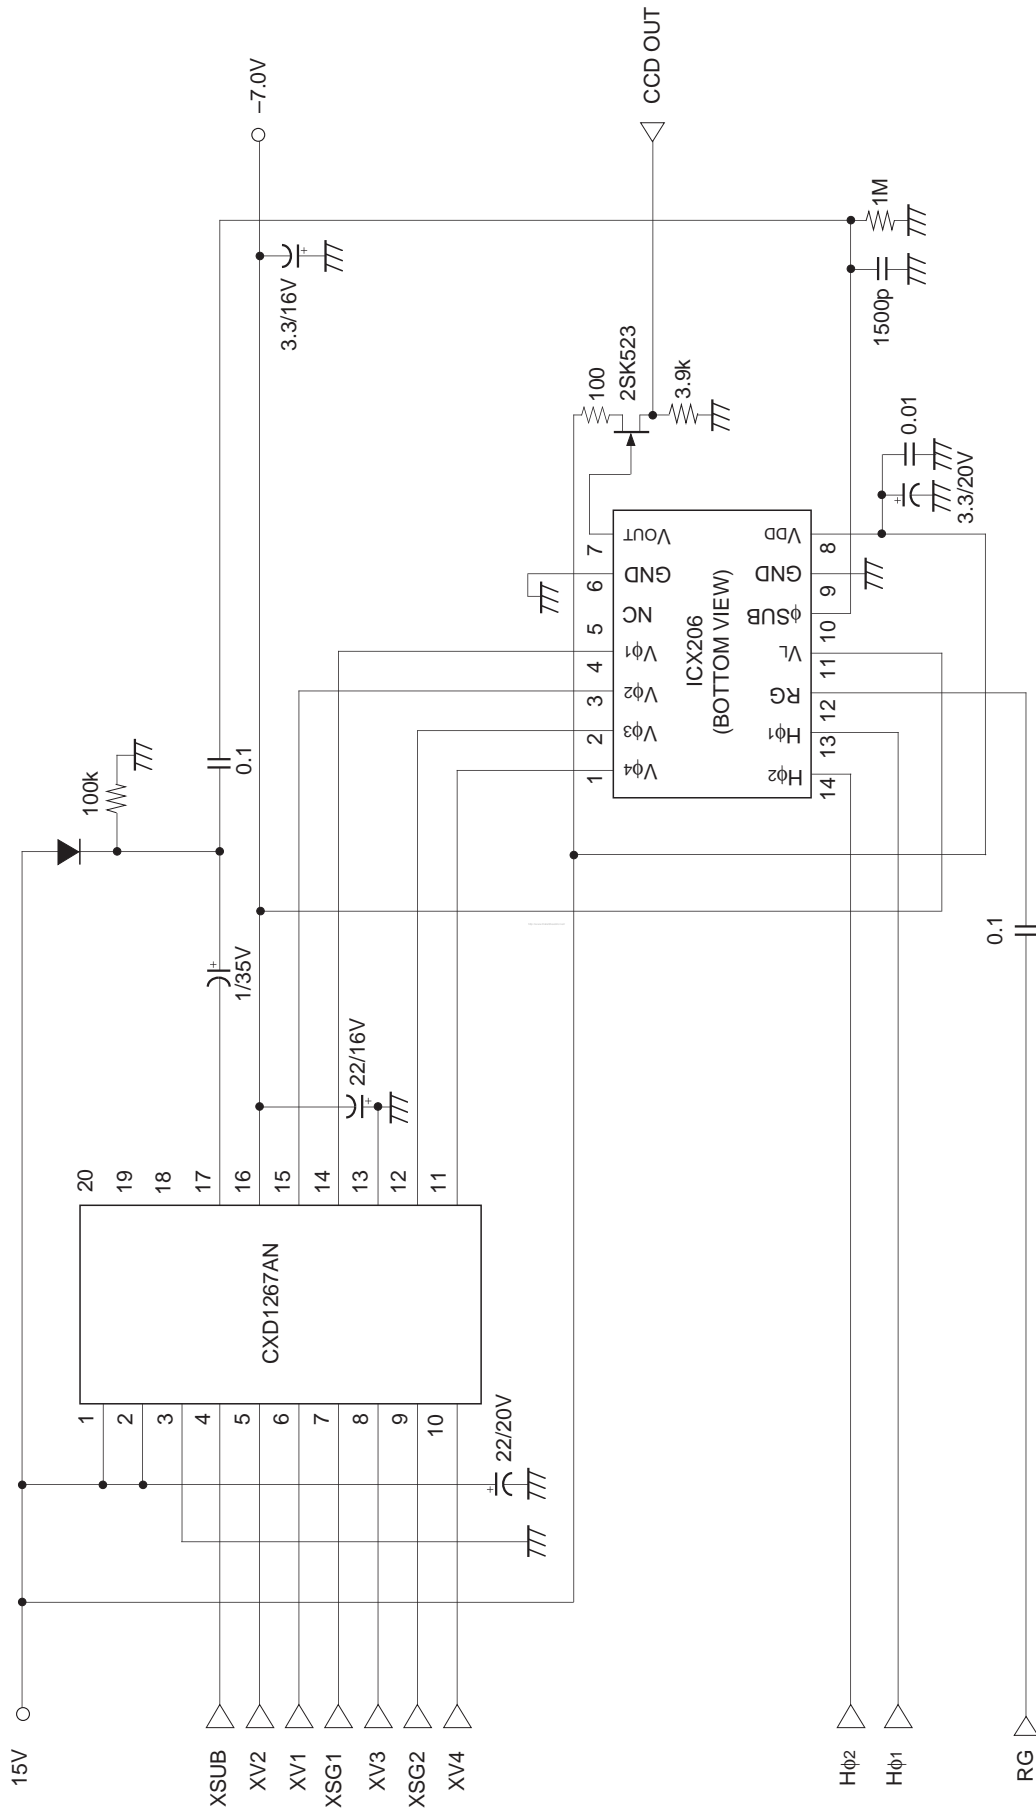 15V
XSUB
XV2
XV1
XSG1
XV3
XSG2
XV4
Hϕ2
Hϕ1
RG
22/20V
1
2
3
4
5
6
7
8
9
10
CXD1267AN
20
19
18
17
16
15
14
13
12
11
22/16V
1/35V
100k
0.1
0.1
–7.0V
3.3/16V
1
2
3
4
5
6
7
Vϕ4
Vϕ3
Vϕ2
Vϕ1
NC
GND
VOUT
ICX206
(BOTTOM VIEW)
Hϕ2
Hϕ1
RG
VL
ϕSUB
GND
VDD
14
13
12
11
10
9
8
100
2SK523
3.9k
CCD OUT
3.3/20V
0.01
1500p
1M